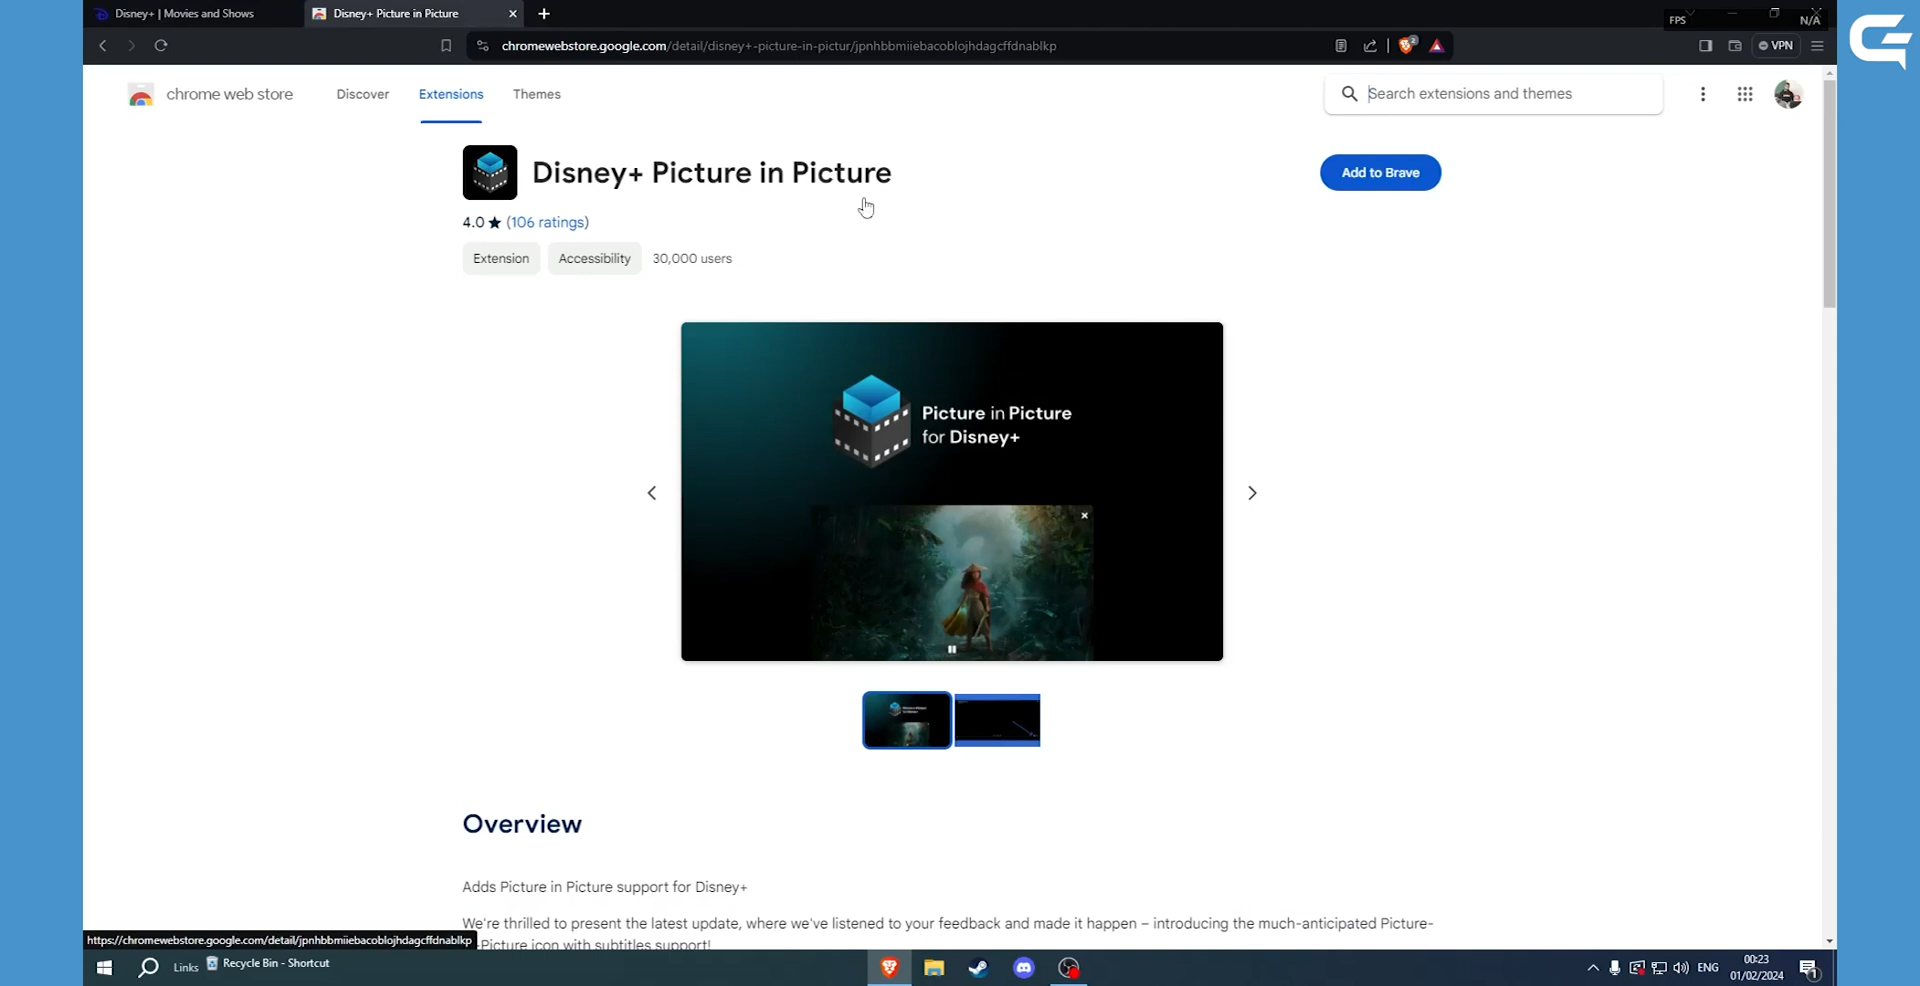 Disney+ | Movies and Shows
Disney+ Picture in Picture
FPS
N/A
chromewebstore.google.com/detail/disney+-picture-in-pictur/jpnhbbmiiebacoblojhdagcffdnablkp
2
VPN
chrome web store
Discover
Extensions
Themes
Search extensions and themes
Disney+ Picture in Picture
Add to Brave
4.0 ★ (106 ratings)
Extension
Accessibility
30,000 users
Picture in Picture
for Disney+
Overview
Adds Picture in Picture support for Disney+
We're thrilled to present the latest update, where we've listened to your feedback and made it happen – introducing the much-anticipated Picture-
-Picture icon with subtitles support!
https://chromewebstore.google.com/detail/jpnhbbmiiebacoblojhdagcffdnablkp
Links
Recycle Bin - Shortcut
ENG
00:23
01/02/2024
1